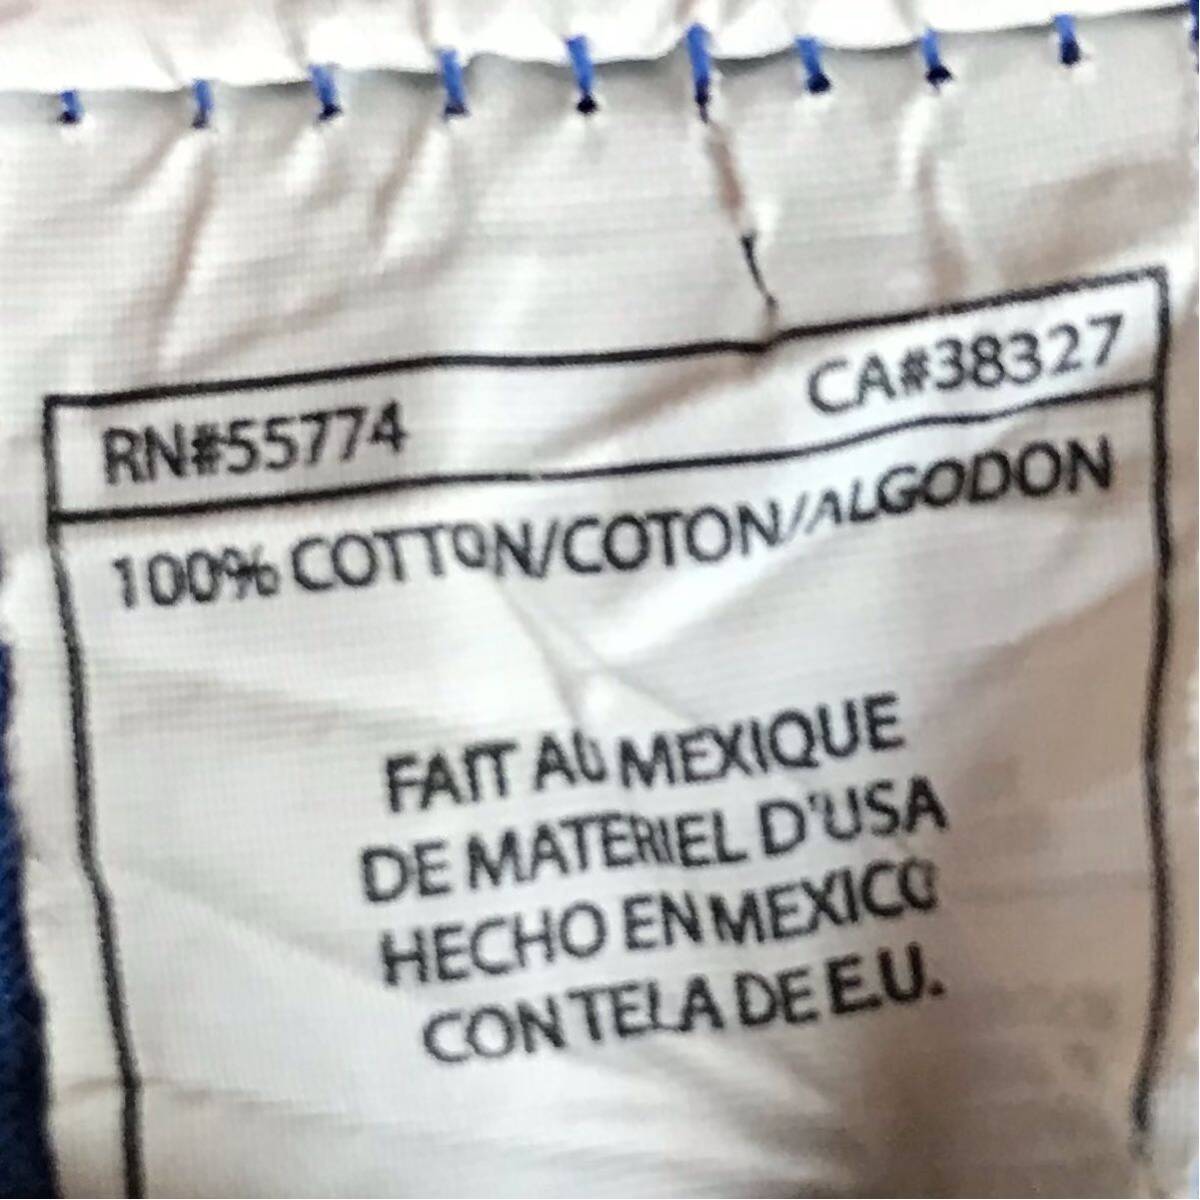 RN#55774 CA#38327
100% COTTON/COTON/ALGODON
FAIT AU MEXIQUE
DE MATERIEL D'USA
HECHO EN MEXICO
CON TELA DE E.U.